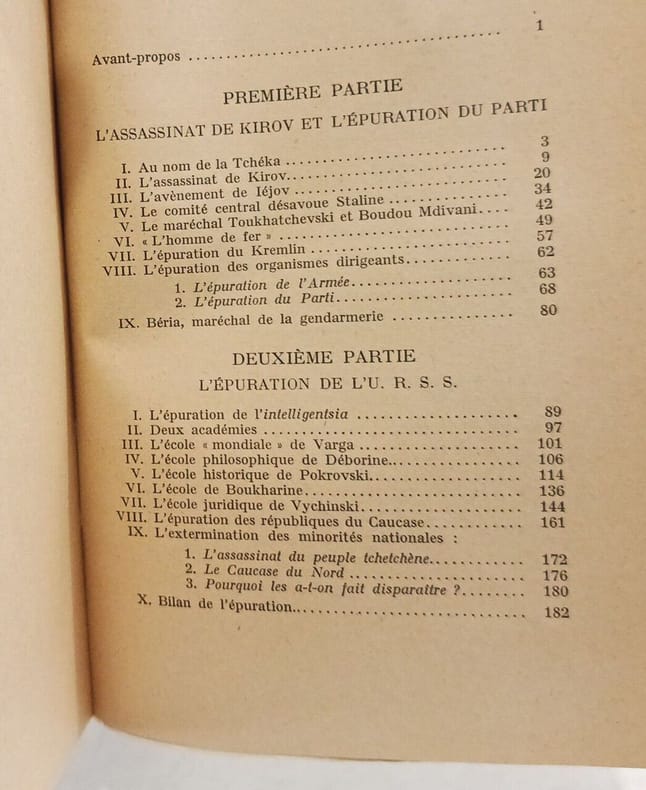 Avant-propos ........................................ 1
PREMIÈRE PARTIE
L'ASSASSINAT DE KIROV ET L'ÉPURATION DU PARTI
I. Au nom de la Tchéka ............................ 3
II. L'assassinat de Kirov............................ 9
III. L'avènement de Iéjov ............................ 20
IV. Le comité central désavoue Staline ............... 34
V. Le maréchal Toukhatchevski et Boudou Mdivani.... 42
VI. « L'homme de fer » ............................ 49
VII. L'épuration du Kremlin .......................... 57
VIII. L'épuration des organismes dirigeants............. 62
1. L'épuration de l'Armée...................... 63
2. L'épuration du Parti........................ 68
IX. Béria, maréchal de la gendarmerie ............... 80
DEUXIÈME PARTIE
L'ÉPURATION DE L'U. R. S. S.
I. L'épuration de l'intelligentsia .................... 89
II. Deux académies ................................ 97
III. L'école « mondiale » de Varga .................... 101
IV. L'école philosophique de Déborine................. 106
V. L'école historique de Pokrovski................... 114
VI. L'école de Boukharine........................... 136
VII. L'école juridique de Vychinski.................... 144
VIII. L'épuration des républiques du Caucase............ 161
IX. L'extermination des minorités nationales :
1. L'assassinat du peuple tchetchène............ 172
2. Le Caucase du Nord ...................... 176
3. Pourquoi les a-t-on fait disparaître ?........ 180
X. Bilan de l'épuration............................. 182